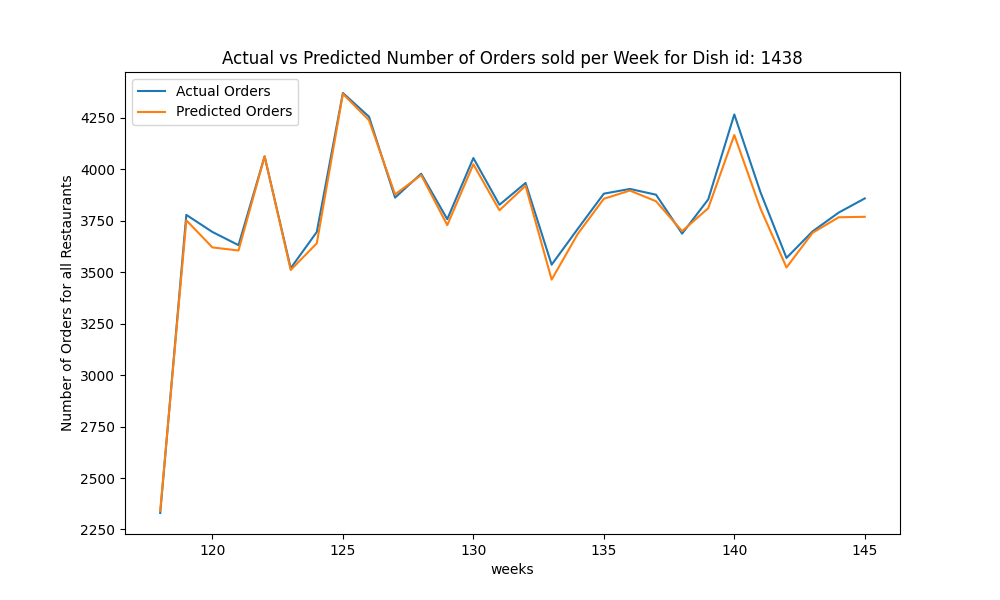 Actual vs Predicted Number of Orders sold per Week for Dish id: 1438
Actual Orders
Predicted Orders
Number of Orders for all Restaurants
4250
4000
3750
3500
3250
3000
2750
2500
2250
120 125 130 135 140 145
weeks